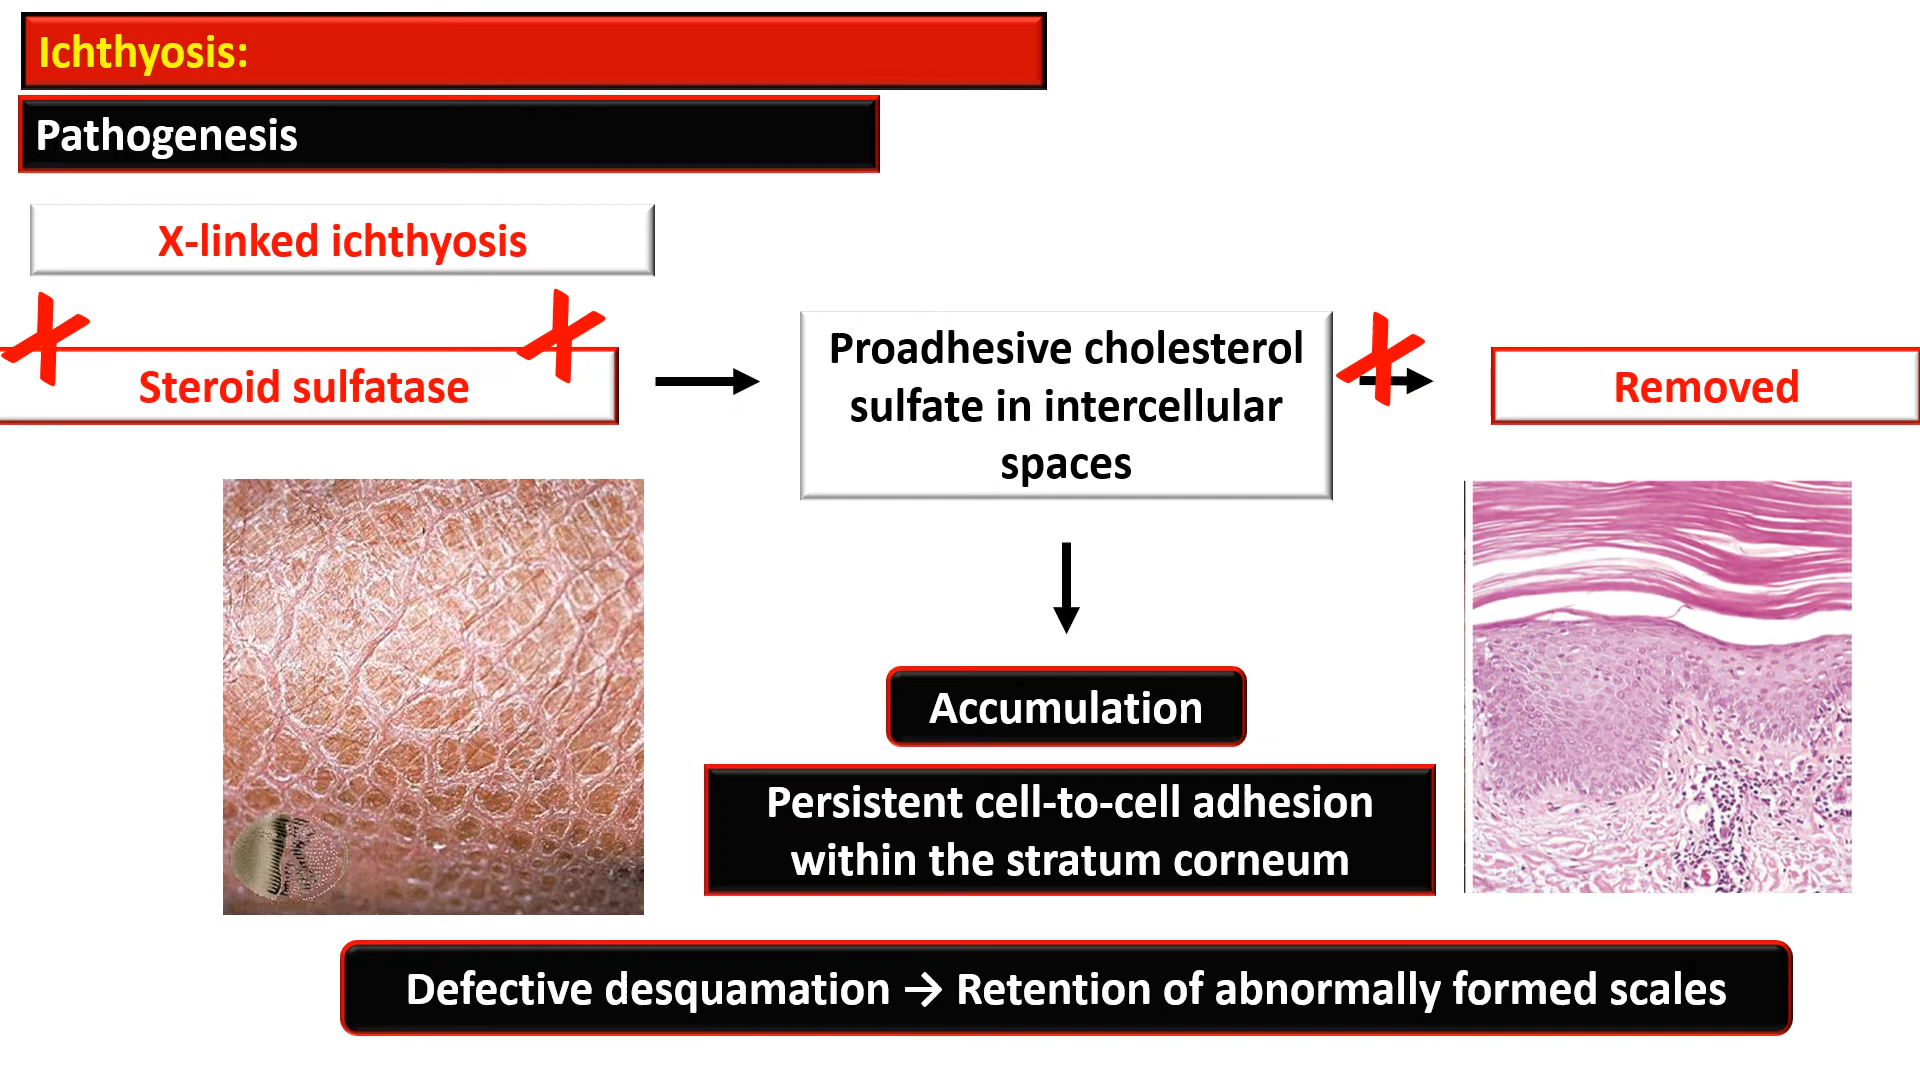 Ichthyosis:
Pathogenesis
X-linked ichthyosis
Steroid sulfatase
Proadhesive cholesterol
sulfate in intercellular
spaces
Removed
Accumulation
Persistent cell-to-cell adhesion
within the stratum corneum
Defective desquamation → Retention of abnormally formed scales